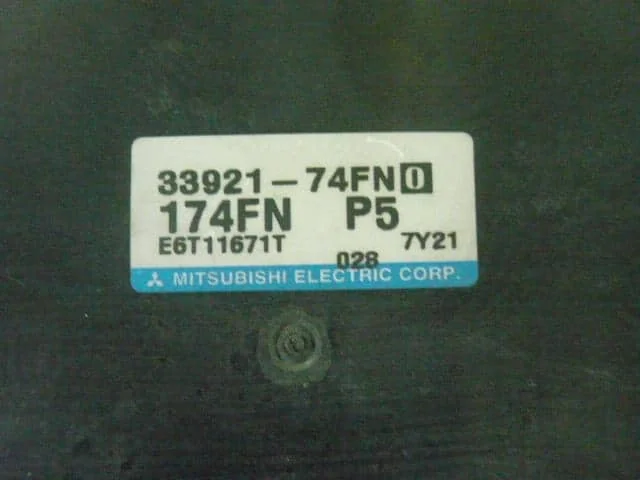 33921-74FN0
174FN P5
E6T11671T 7Y21
028
MITSUBISHI ELECTRIC CORP.